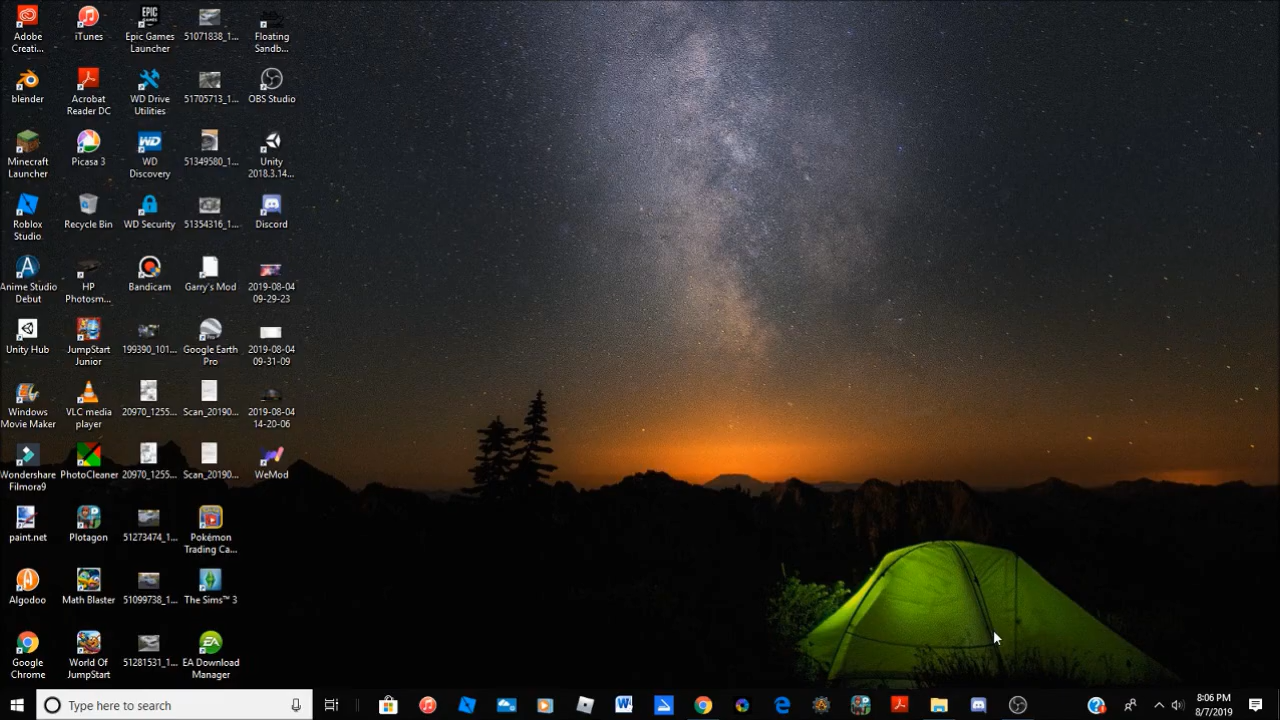 Adobe
Creati...
iTunes
EPIC
GAMES
Epic Games
Launcher
51071838_1...
Floating
Sandb...
blender
Acrobat
Reader DC
WD Drive
Utilities
51705713_1...
OBS Studio
Minecraft
Launcher
Picasa 3
WD
WD
Discovery
51349580_1...
Unity
2018.3.14...
Roblox
Studio
Recycle Bin
WD Security
51354316_1...
Discord
Anime Studio
Debut
HP
Photosm...
Bandicam
Garry's Mod
2019-08-04
09-29-23
Unity Hub
JumpStart
Junior
199390_101...
Google Earth
Pro
2019-08-04
09-31-09
Windows
Movie Maker
VLC media
player
20970_1255...
Scan_20190...
2019-08-04
14-20-06
Wondershare
Filmora9
PhotoCleaner
20970_1255...
Scan_20190...
WeMod
paint.net
Plotagon
51273474_1...
Pokémon
Trading Ca...
Algodoo
Math Blaster
51099738_1...
The Sims™ 3
Google
Chrome
World Of
JumpStart
51281531_1...
EA
EA Download
Manager
Type here to search
8:06 PM
8/7/2019